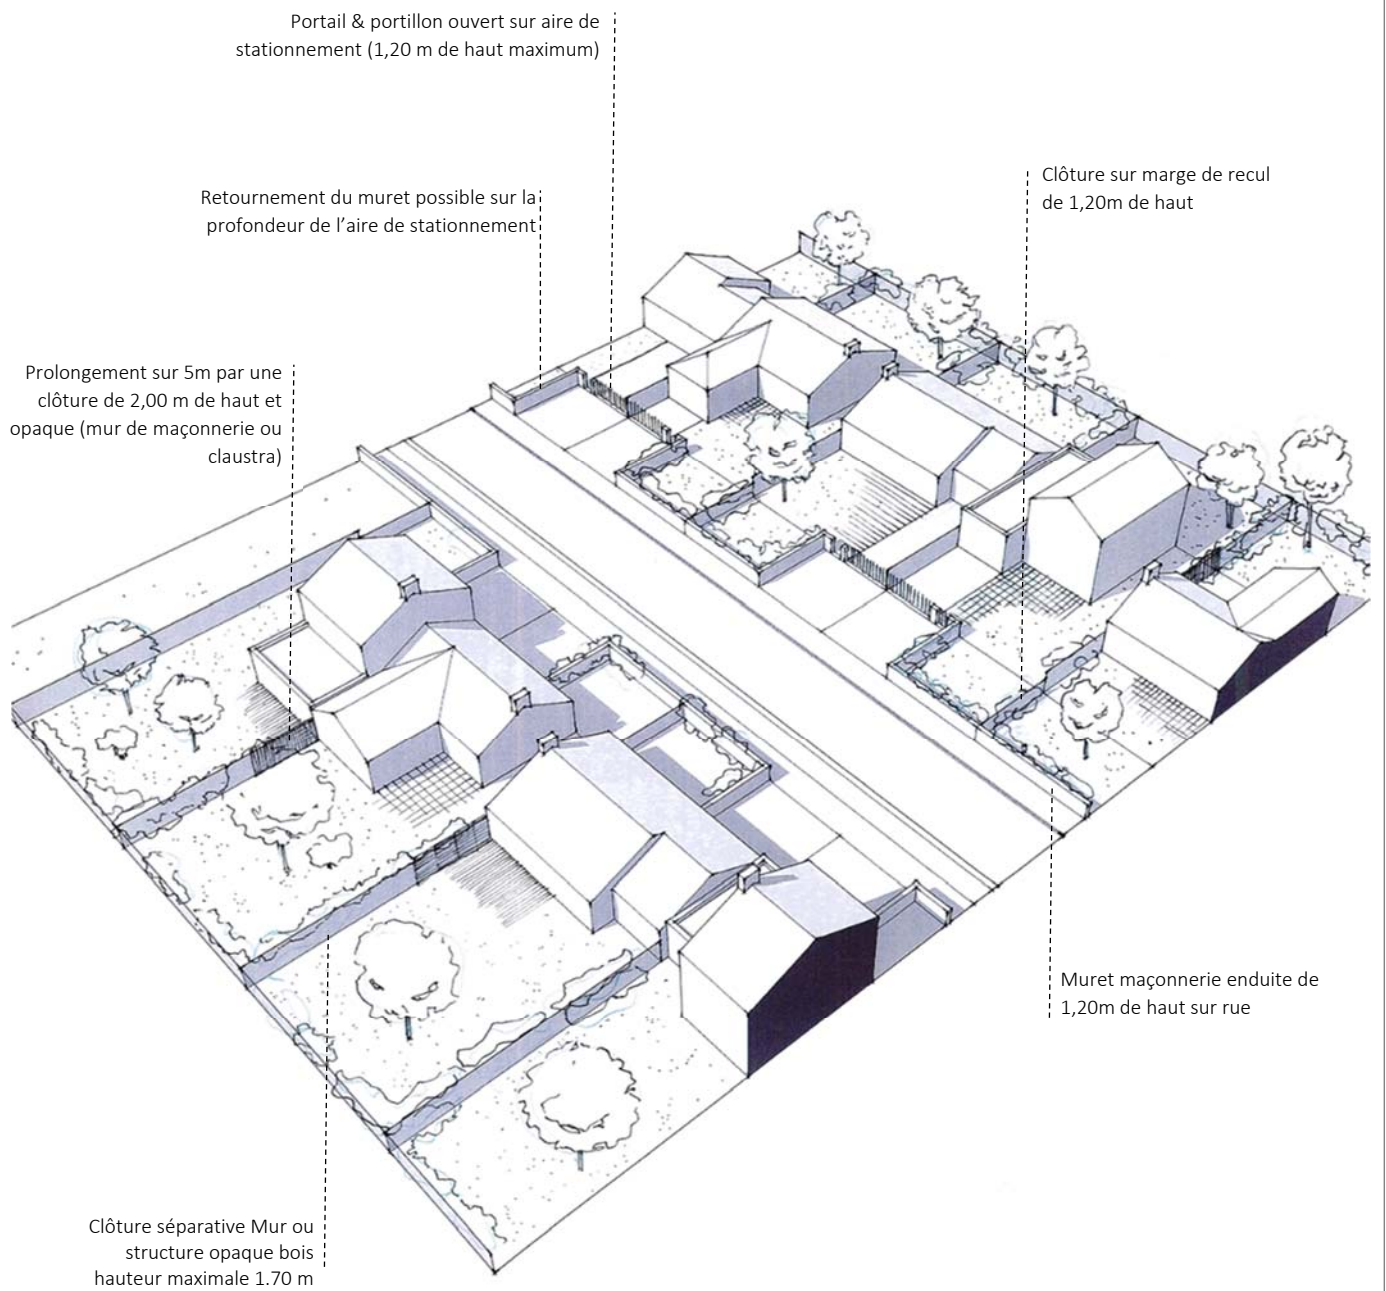 Portail & portillon ouvert sur aire de
stationnement (1,20 m de haut maximum)
Clôture sur marge de recul
de 1,20m de haut
Retournement du muret possible sur la
profondeur de l’aire de stationnement
Prolongement sur 5m par une
clôture de 2,00 m de haut et
opaque (mur de maçonnerie ou
claustra)
Muret maçonnerie enduite de
1,20m de haut sur rue
Clôture séparative Mur ou
structure opaque bois
hauteur maximale 1.70 m